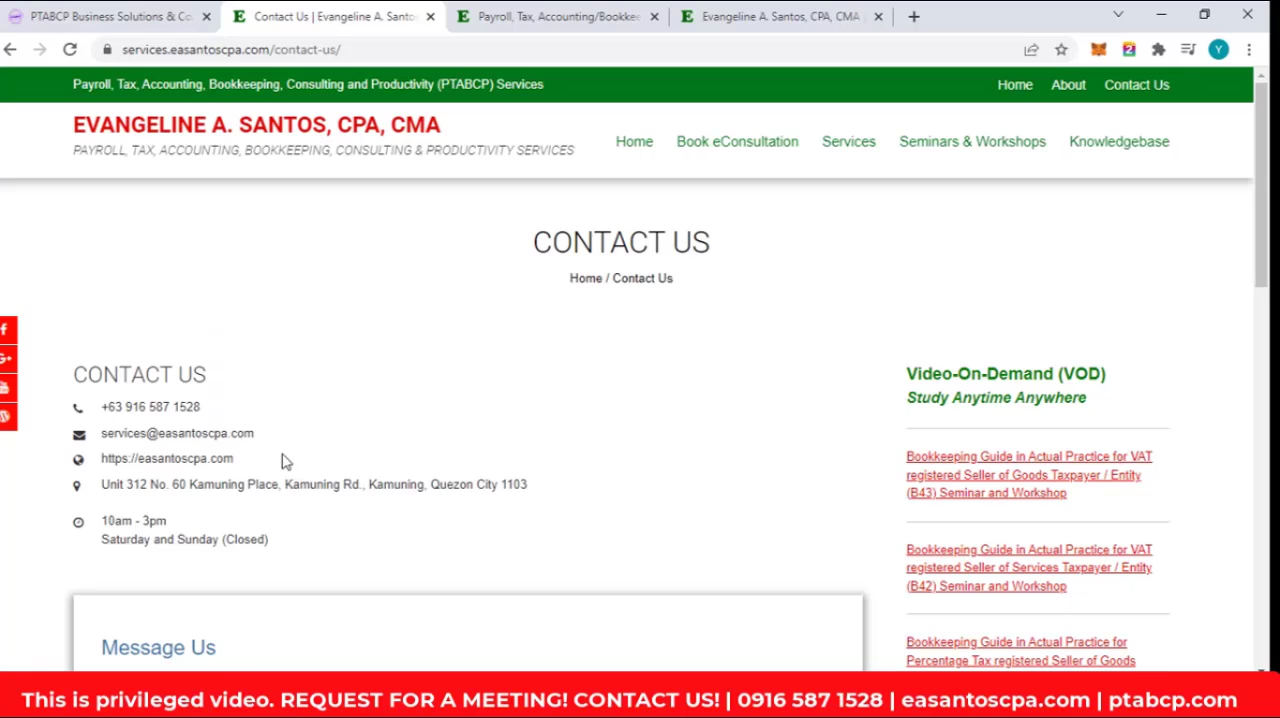 PTABCP Business Solutions & Co
Contact Us | Evangeline A. Santo
Payroll, Tax, Accounting/Bookkee
Evangeline A. Santos, CPA, CMA
services.easantoscpa.com/contact-us/
Y
Payroll, Tax, Accounting, Bookkeeping, Consulting and Productivity (PTABCP) Services
Home About Contact Us
EVANGELINE A. SANTOS, CPA, CMA
PAYROLL, TAX, ACCOUNTING, BOOKKEEPING, CONSULTING & PRODUCTIVITY SERVICES
Home Book eConsultation Services Seminars & Workshops Knowledgebase
CONTACT US
Home / Contact Us
CONTACT US
+63 916 587 1528
services@easantoscpa.com
https://easantoscpa.com
Unit 312 No. 60 Kamuning Place, Kamuning Rd., Kamuning, Quezon City 1103
10am - 3pm
Saturday and Sunday (Closed)
Message Us
Video-On-Demand (VOD)
Study Anytime Anywhere
Bookkeeping Guide in Actual Practice for VAT
registered Seller of Goods Taxpayer / Entity
(B43) Seminar and Workshop
Bookkeeping Guide in Actual Practice for VAT
registered Seller of Services Taxpayer / Entity
(B42) Seminar and Workshop
Bookkeeping Guide in Actual Practice for
Percentage Tax registered Seller of Goods
This is privileged video. REQUEST FOR A MEETING! CONTACT US! | 0916 587 1528 | easantoscpa.com | ptabcp.com